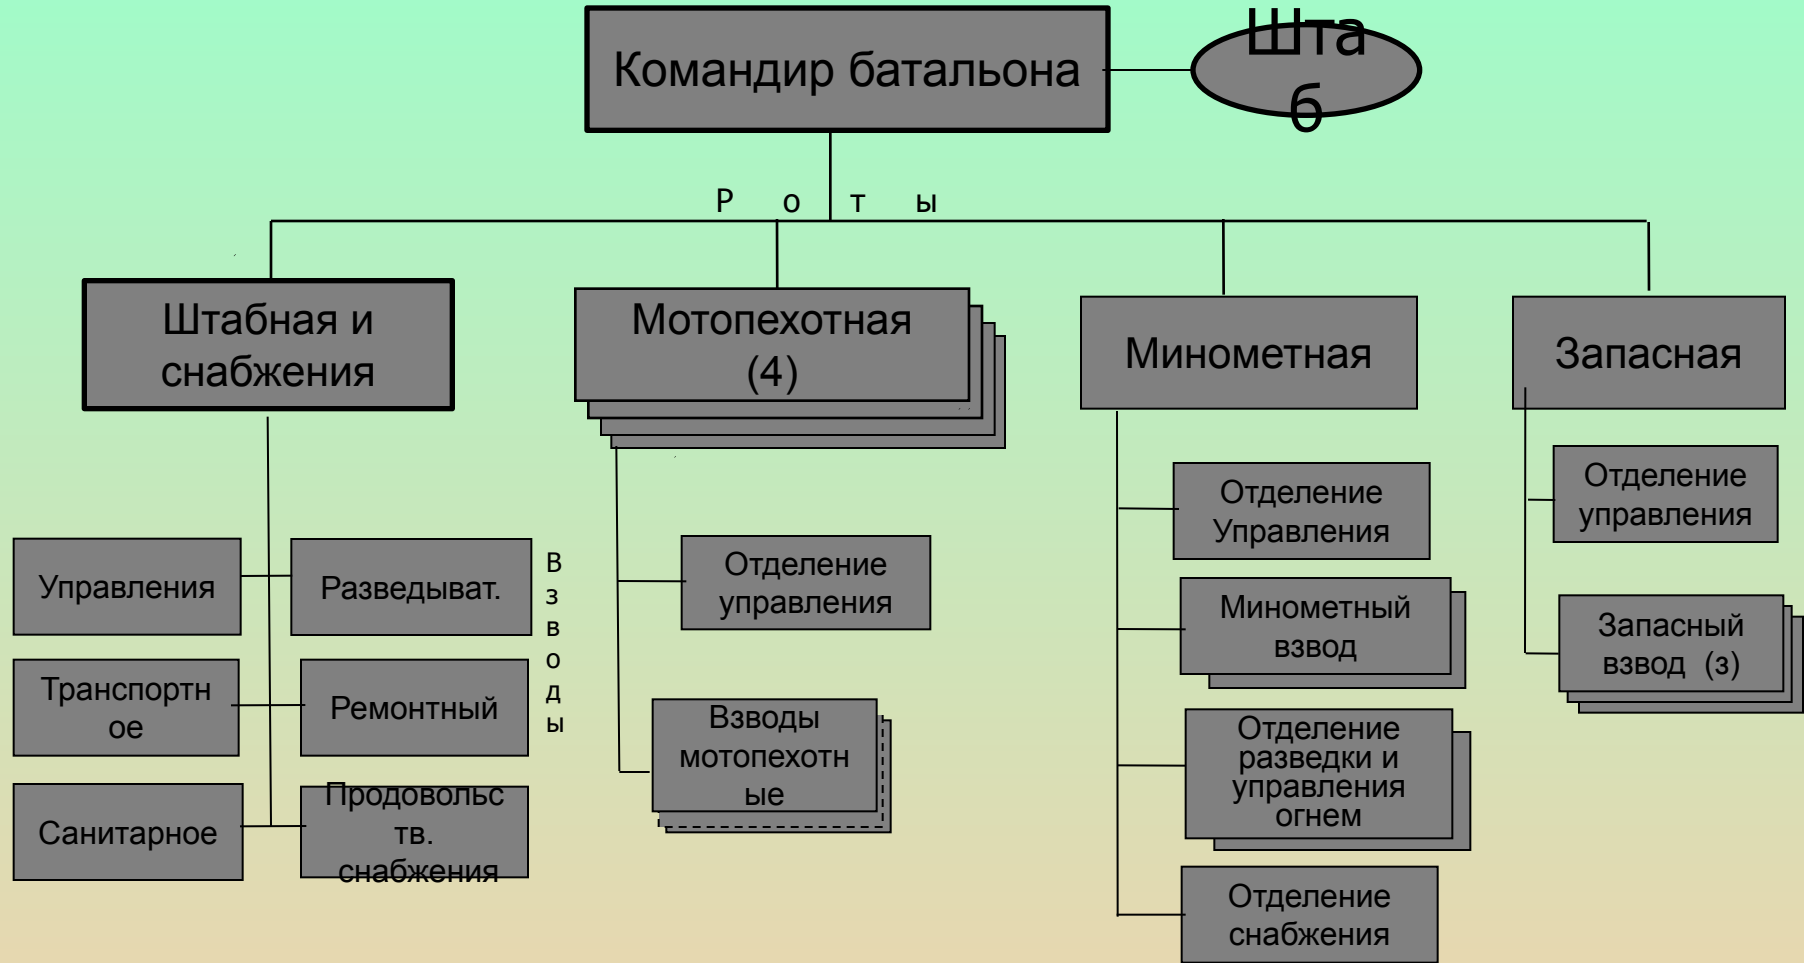 Командир батальона
Шта
б
Р о т ы
Штабная и
снабжения
Мотопехотная
(4)
Минометная
Запасная
Управления
Разведыват.
Транспортн
ое
Ремонтный
Санитарное
Продовольс
тв.
снабжения
В
з
в
о
д
ы
Отделение
управления
Взводы
мотопехотн
ые
Отделение
Управления
Минометный
взвод
Отделение
разведки и
управления
огнем
Отделение
снабжения
Отделение
управления
Запасный
взвод (з)